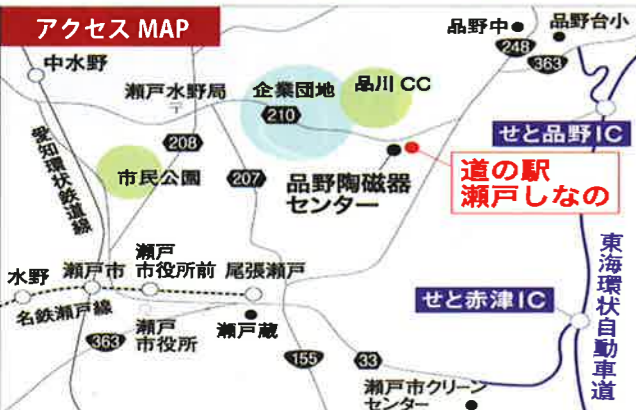 アクセス MAP
品野中
品野台小
248
363
中水野
瀬戸水野局
企業団地
品川 CC
210
208
せと品野IC
愛知環状鉄道線
市民公園
207
品野陶磁器
センター
道の駅
瀬戸しなの
瀬戸
市役所前
水野
瀬戸市
尾張瀬戸
東海環状自動車道
せと赤津IC
名鉄瀬戸線
瀬戸蔵
363
瀬戸
市役所
155
33
瀬戸市クリーン
センター